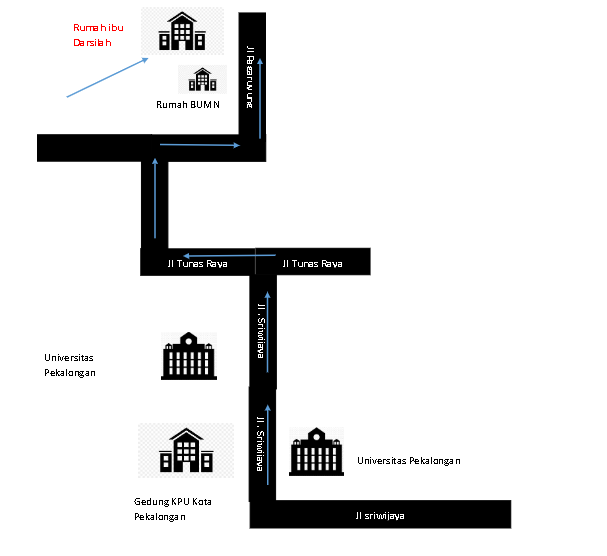 Rumah ibu
Darsilah
Rumah BUMN
Jl Pagaruyung
Jl Tunas Raya
Jl Tunas Raya
Jl . Sriwijaya
Universitas
Pekalongan
Jl . Sriwijaya
Universitas Pekalongan
Gedung KPU Kota
Pekalongan
Jl sriwijaya